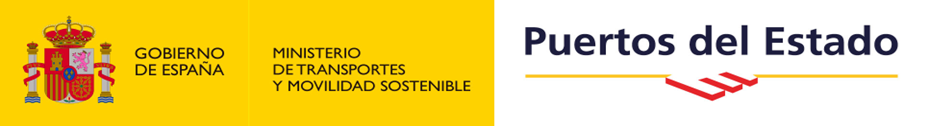 GOBIERNO
DE ESPAÑA
MINISTERIO
DE TRANSPORTES
Y MOVILIDAD SOSTENIBLE
Puertos del Estado